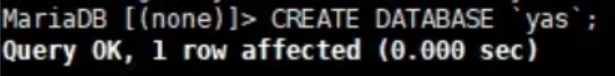 MariaDB [(none)]> CREATE DATABASE `yas`;
Query OK, 1 row affected (0.000 sec)